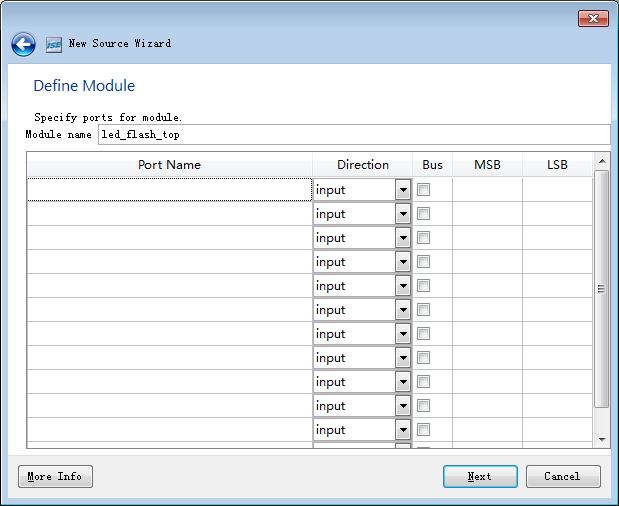 ISE New Source Wizard
Define Module
Specify ports for module.
Module name led_flash_top
Port Name Direction Bus MSB LSB
input
input
input
input
input
input
input
input
input
input
input
More Info Next Cancel